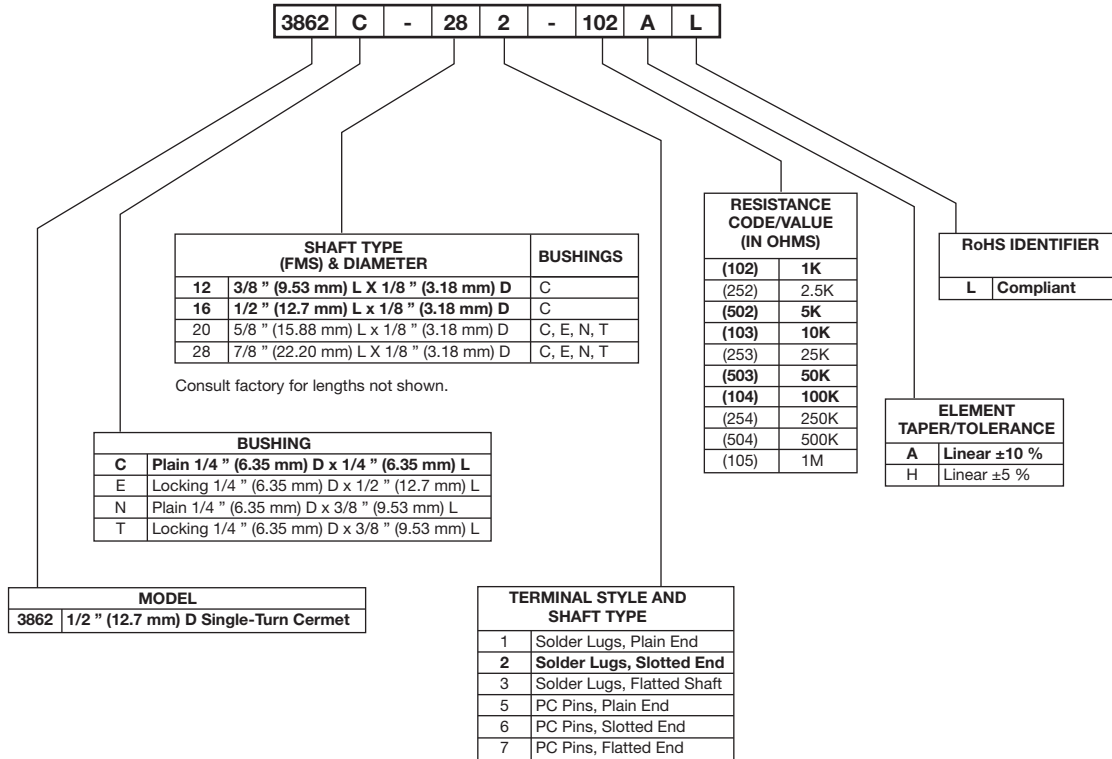 3862 C - 28 2 - 102 A L
SHAFT TYPE
(FMS) & DIAMETER
BUSHINGS
12 3/8 " (9.53 mm) L X 1/8 " (3.18 mm) D C
16 1/2 " (12.7 mm) L x 1/8 " (3.18 mm) D C
20 5/8 " (15.88 mm) L x 1/8 " (3.18 mm) D C, E, N, T
28 7/8 " (22.20 mm) L X 1/8 " (3.18 mm) D C, E, N, T
Consult factory for lengths not shown.
RESISTANCE
CODE/VALUE
(IN OHMS)
(102) 1K
(252) 2.5K
(502) 5K
(103) 10K
(253) 25K
(503) 50K
(104) 100K
(254) 250K
(504) 500K
(105) 1M
RoHS IDENTIFIER
L Compliant
ELEMENT
TAPER/TOLERANCE
A Linear ±10 %
H Linear ±5 %
BUSHING
C Plain 1/4 " (6.35 mm) D x 1/4 " (6.35 mm) L
E Locking 1/4 " (6.35 mm) D x 1/2 " (12.7 mm) L
N Plain 1/4 " (6.35 mm) D x 3/8 " (9.53 mm) L
T Locking 1/4 " (6.35 mm) D x 3/8 " (9.53 mm) L
MODEL
3862 1/2 " (12.7 mm) D Single-Turn Cermet
TERMINAL STYLE AND
SHAFT TYPE
1 Solder Lugs, Plain End
2 Solder Lugs, Slotted End
3 Solder Lugs, Flatted Shaft
5 PC Pins, Plain End
6 PC Pins, Slotted End
7 PC Pins, Flatted End